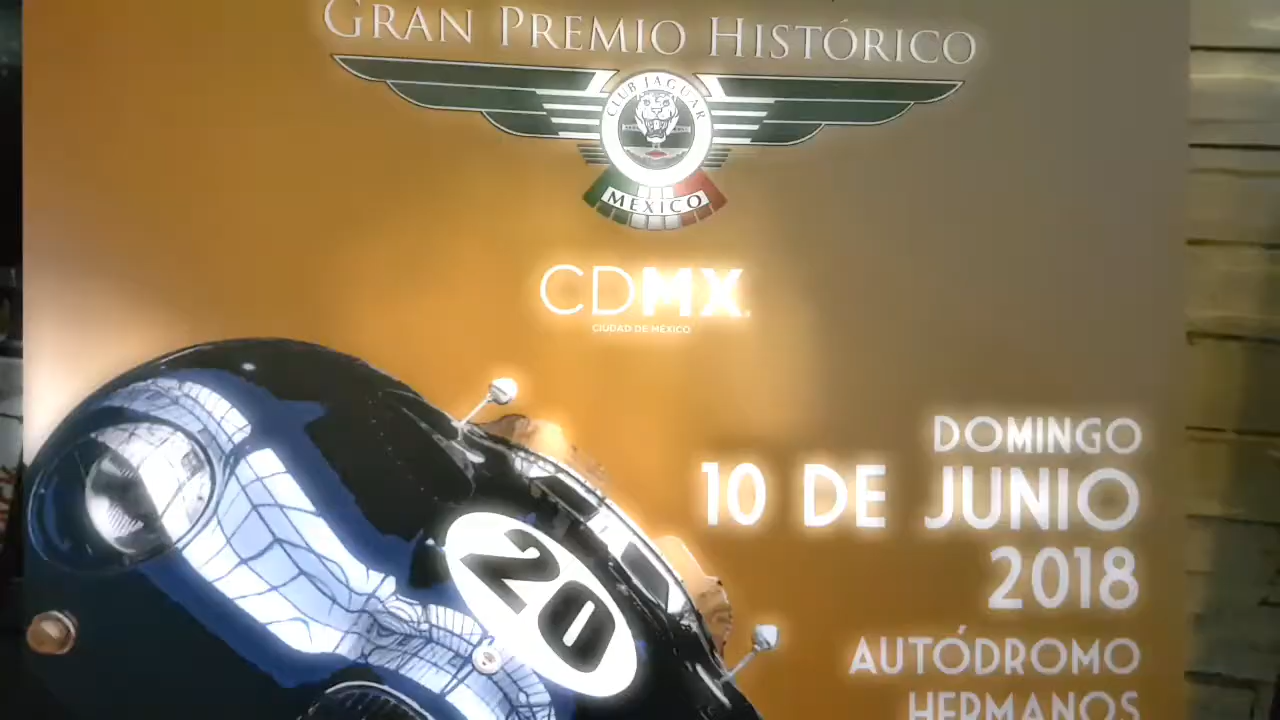 GRAN PREMIO HISTÓRICO
CLUB JAGUAR
MEXICO
CDMX
CIUDAD DE MÉXICO
DOMINGO
10 DE JUNIO
2018
20
AUTÓDROMO
HERMANOS